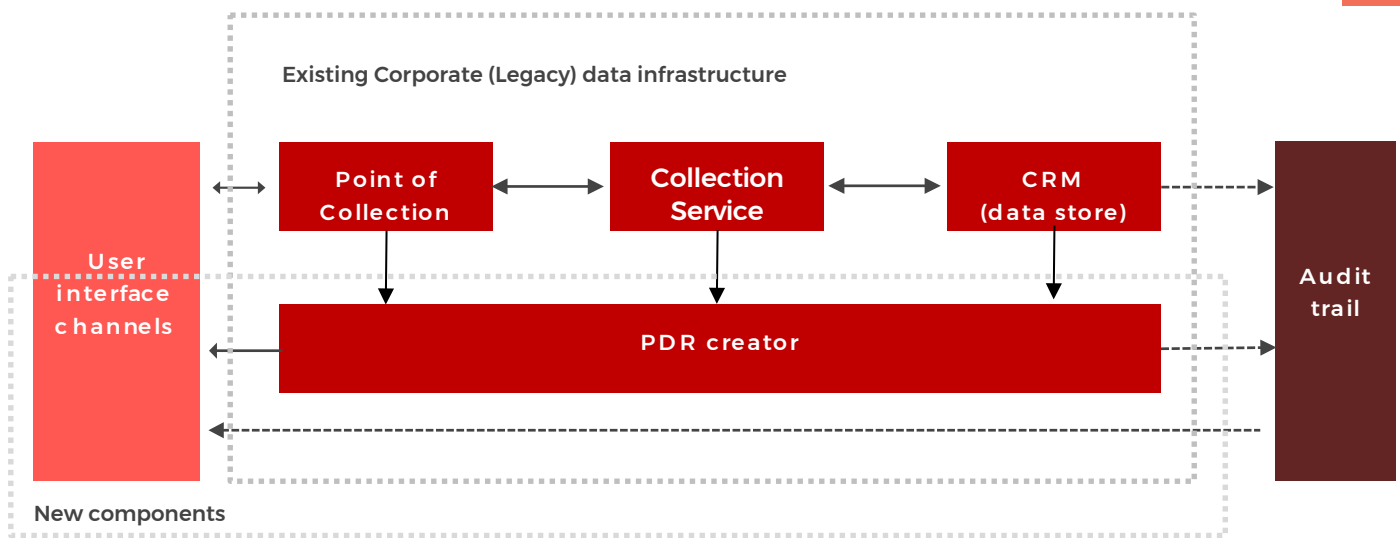 Existing Corporate (Legacy) data infrastructure
Point of
Collection
Collection
Service
CRM
(data store)
User
interface
channels
Audit
trail
PDR creator
New components